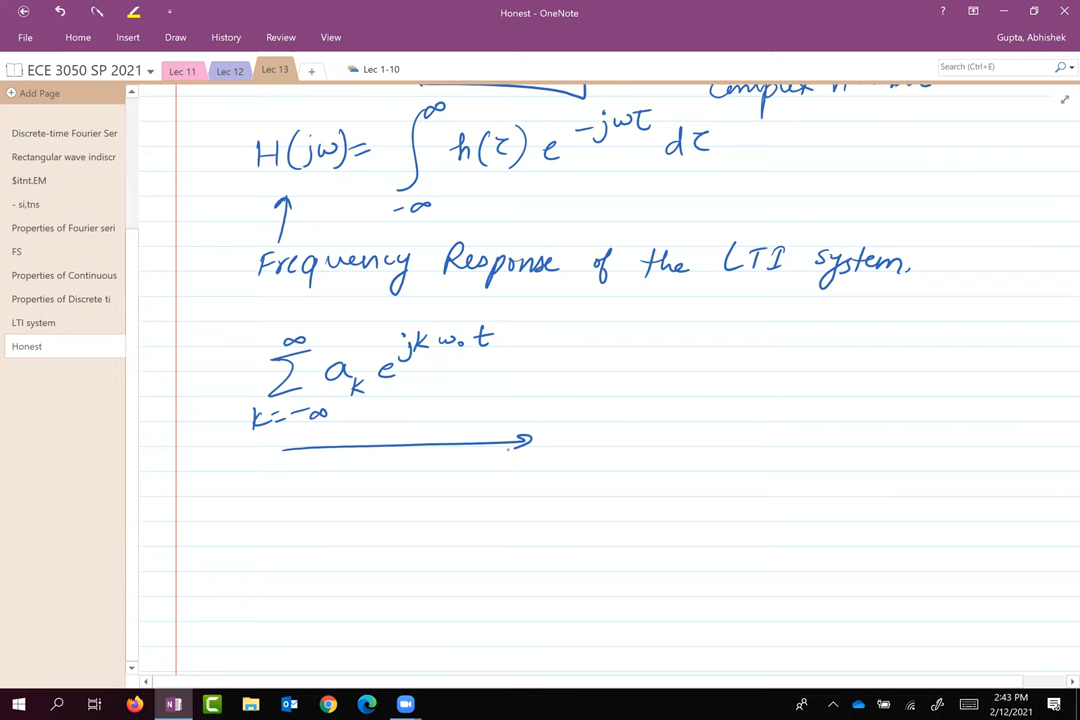 Honest - OneNote
?
File
Home
Insert
Draw
History
Review
View
Gupta, Abhishek
ECE 3050 SP 2021
Lec 11
Lec 12
Lec 13
Lec 1-10
Search (Ctrl+E)
Add Page
Discrete-time Fourier Ser
Rectangular wave indiscr
$itnt.EM
- si,tns
Properties of Fourier seri
FS
Properties of Continuous
Properties of Discrete ti
LTI system
Honest
Complex
H(jω) = ∫_{-∞}^{∞} h(τ) e^{-jωτ} dτ
Frequency Response of the LTI system.
∑_{k=-∞}^{∞} a_k e^{jkω₀t}
2:43 PM
2/12/2021